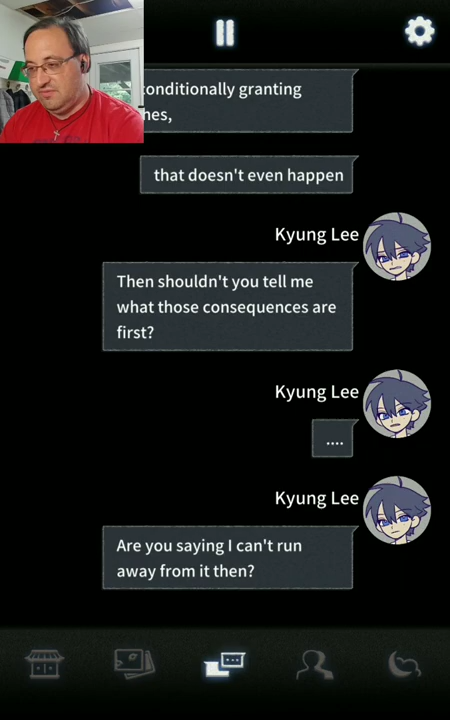 conditionally granting
hes,
that doesn't even happen
Kyung Lee
Then shouldn't you tell me
what those consequences are
first?
Kyung Lee
....
Kyung Lee
Are you saying I can't run
away from it then?